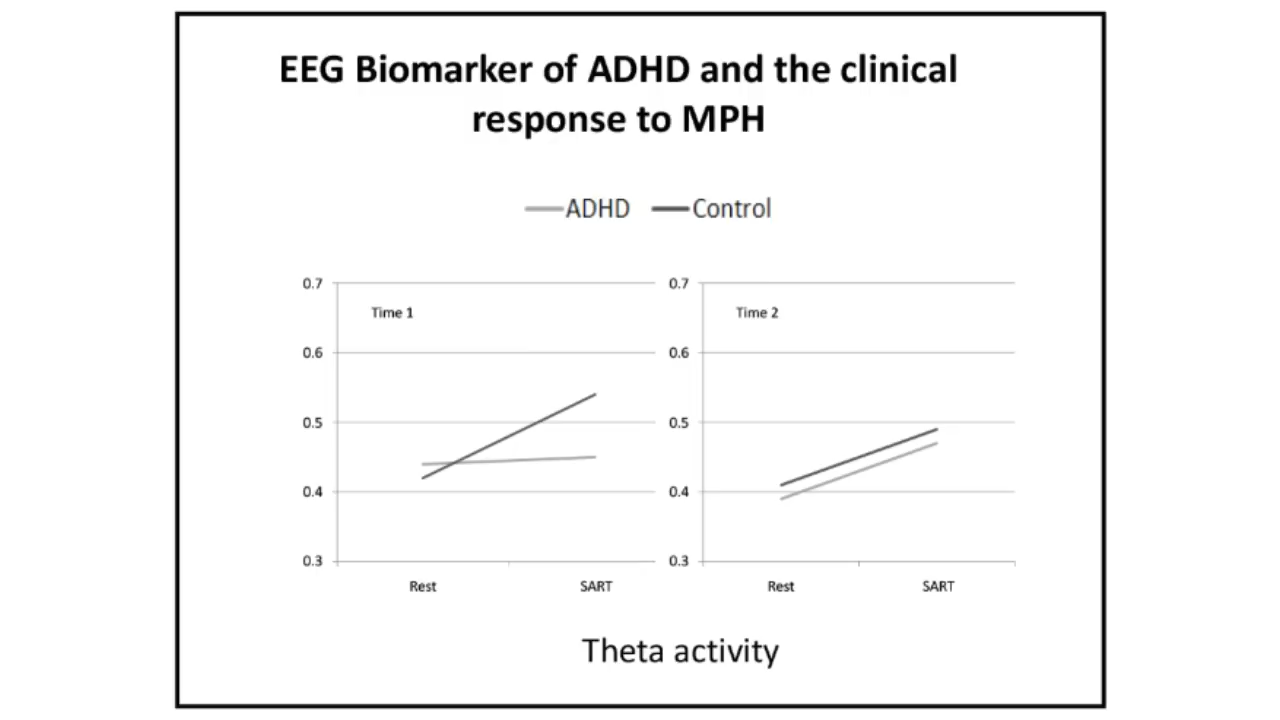 EEG Biomarker of ADHD and the clinical
response to MPH
ADHD Control
0.7
Time 1
0.6
0.5
0.4
0.3
Rest SART
0.7
Time 2
0.6
0.5
0.4
0.3
Rest SART
Theta activity